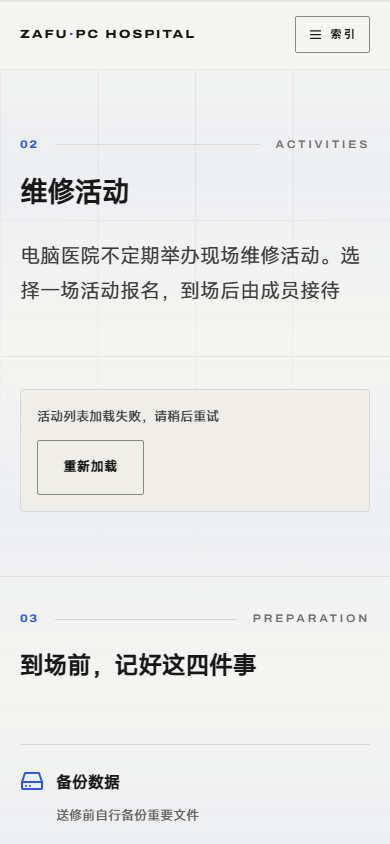 ZAFU·PC HOSPITAL
索引
02
ACTIVITIES
维修活动
电脑医院不定期举办现场维修活动。选
择一场活动报名，到场后由成员接待
活动列表加载失败，请稍后重试
重新加载
03
PREPARATION
到场前，记好这四件事
备份数据
送修前自行备份重要文件